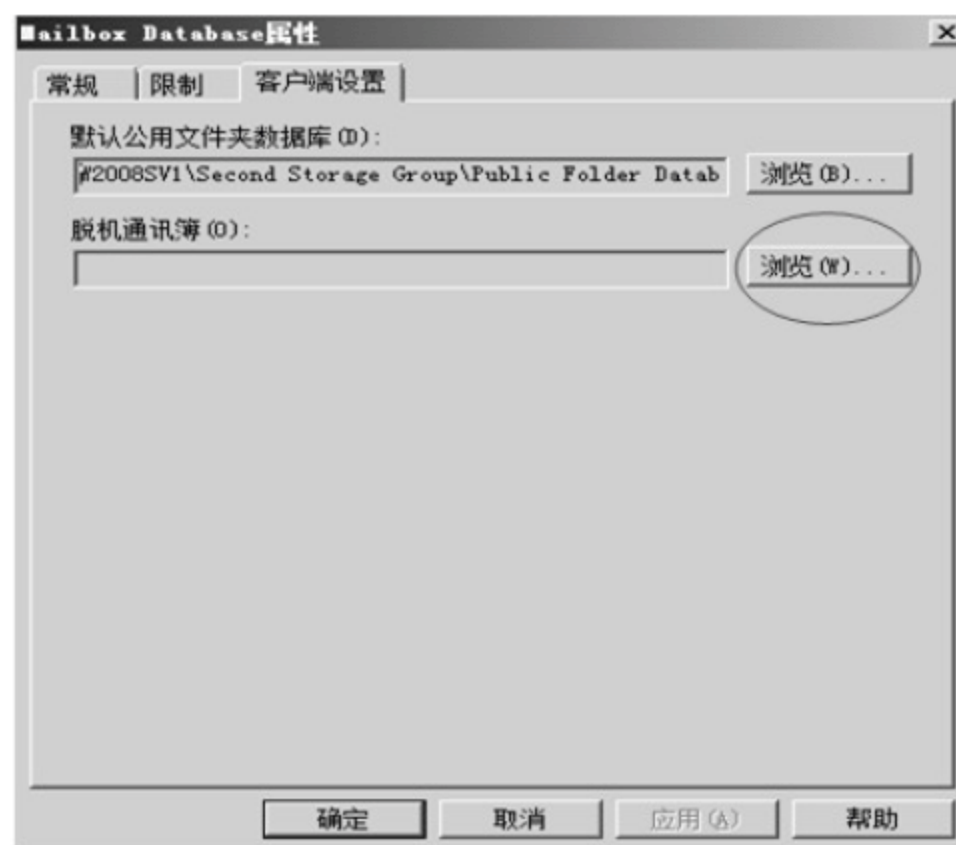 Mailbox Database属性
常规 限制 客户端设置
默认公用文件夹数据库(D):
W2008SV1\Second Storage Group\Public Folder Datab 浏览(B)...
脱机通讯簿(O):
浏览(W)...
确定 取消 应用(A) 帮助